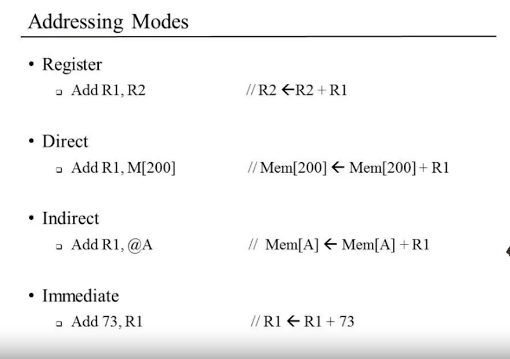 Addressing Modes
• Register
❑ Add R1, R2 // R2 ← R2 + R1
• Direct
❑ Add R1, M[200] // Mem[200] ← Mem[200] + R1
• Indirect
❑ Add R1, @A // Mem[A] ← Mem[A] + R1
• Immediate
❑ Add 73, R1 // R1 ← R1 + 73